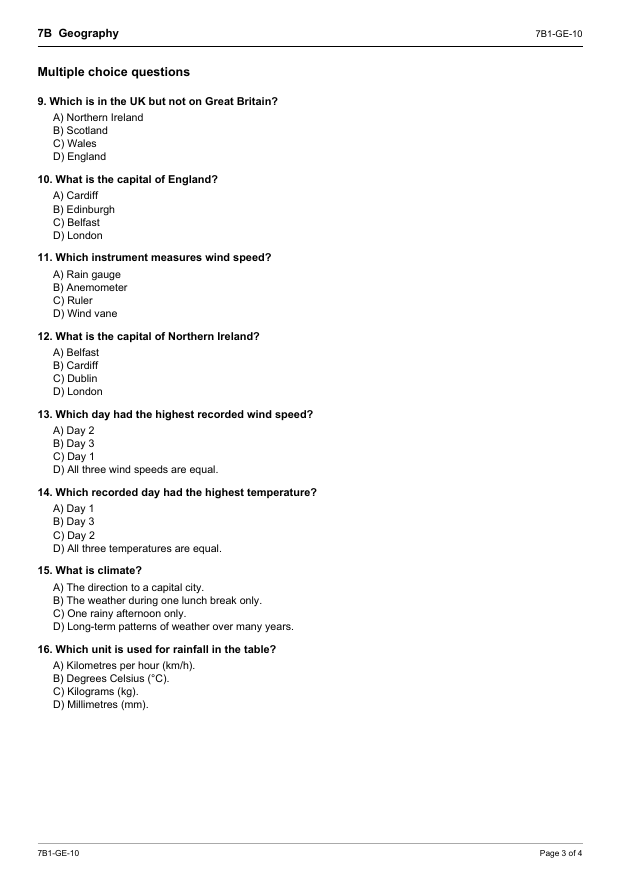 7B Geography
7B1-GE-10
Multiple choice questions
9. Which is in the UK but not on Great Britain?
A) Northern Ireland
B) Scotland
C) Wales
D) England
10. What is the capital of England?
A) Cardiff
B) Edinburgh
C) Belfast
D) London
11. Which instrument measures wind speed?
A) Rain gauge
B) Anemometer
C) Ruler
D) Wind vane
12. What is the capital of Northern Ireland?
A) Belfast
B) Cardiff
C) Dublin
D) London
13. Which day had the highest recorded wind speed?
A) Day 2
B) Day 3
C) Day 1
D) All three wind speeds are equal.
14. Which recorded day had the highest temperature?
A) Day 1
B) Day 3
C) Day 2
D) All three temperatures are equal.
15. What is climate?
A) The direction to a capital city.
B) The weather during one lunch break only.
C) One rainy afternoon only.
D) Long-term patterns of weather over many years.
16. Which unit is used for rainfall in the table?
A) Kilometres per hour (km/h).
B) Degrees Celsius (°C).
C) Kilograms (kg).
D) Millimetres (mm).
7B1-GE-10
Page 3 of 4